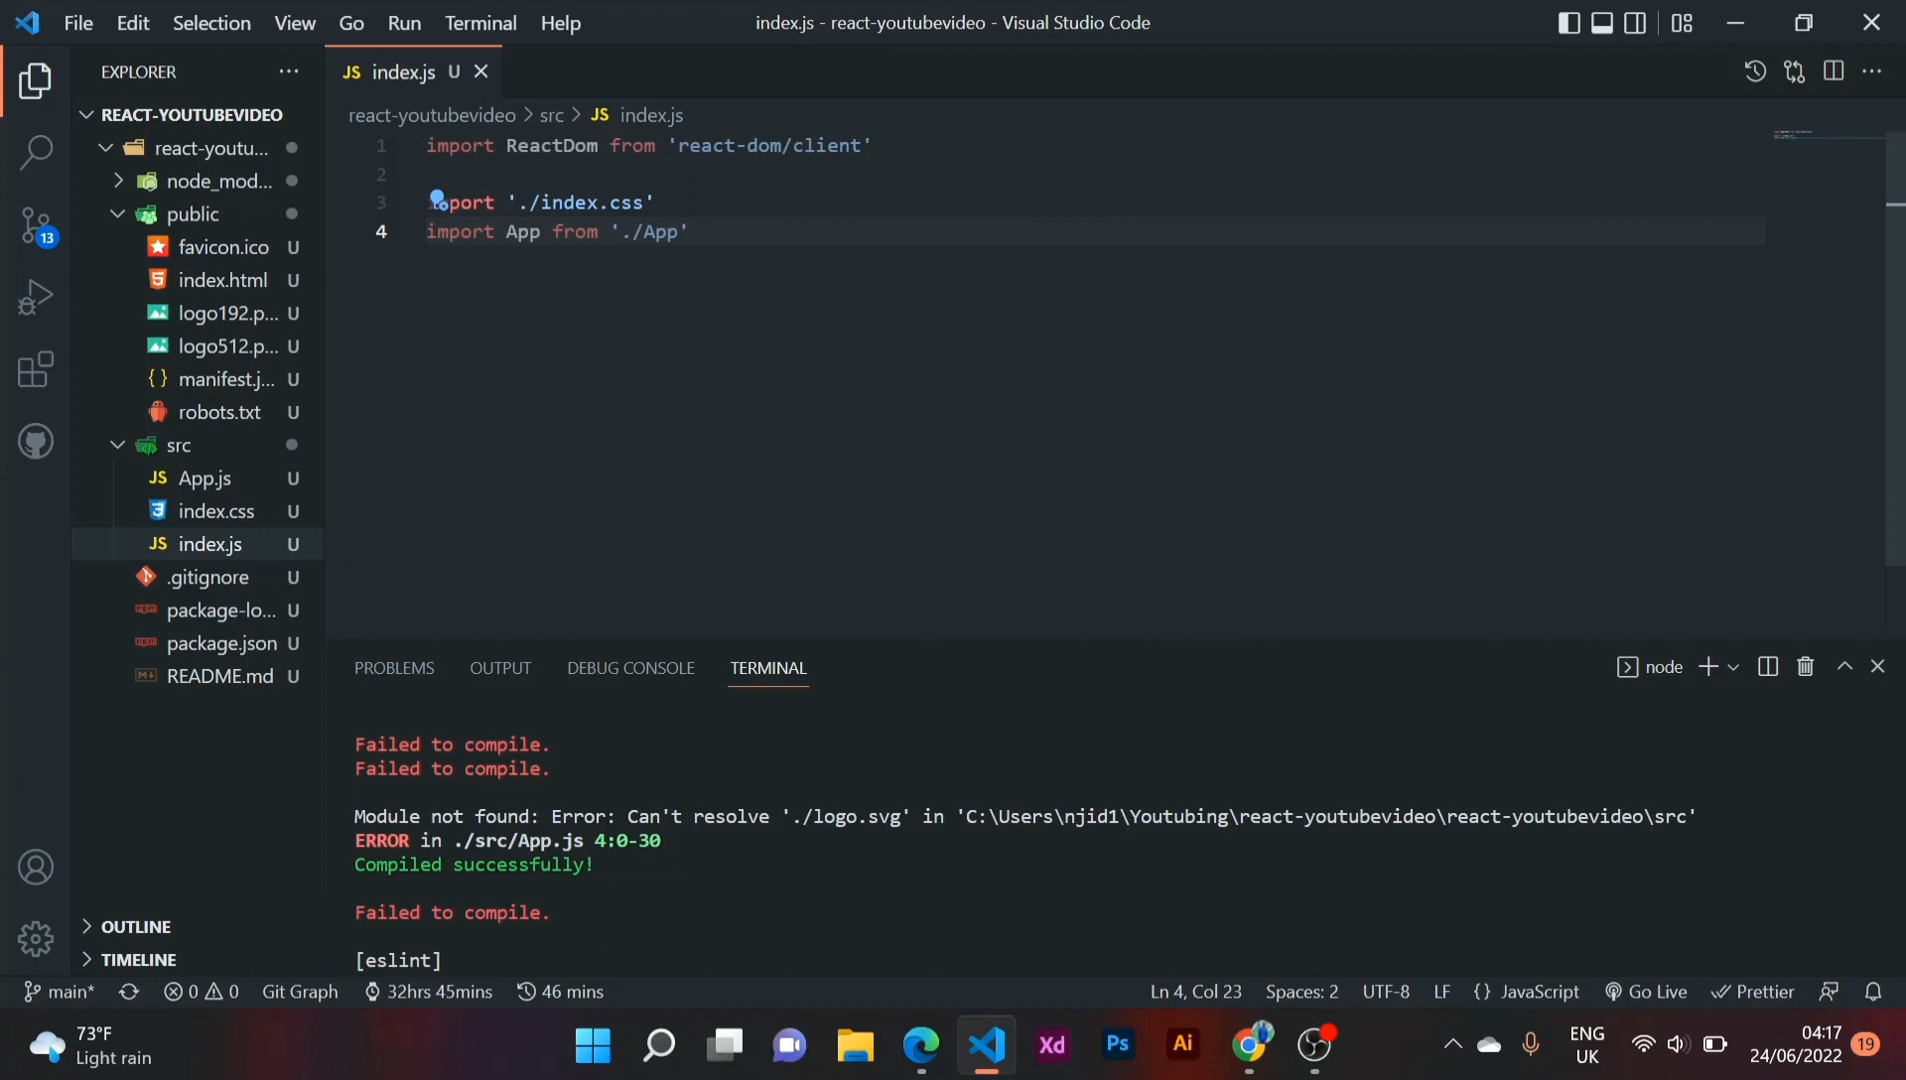 File Edit Selection View Go Run Terminal Help
index.js - react-youtubevideo - Visual Studio Code
EXPLORER
JS index.js U
REACT-YOUTUBEVIDEO
react-youtubevideo > src > JS index.js
react-youtu...
node_mod...
public
favicon.ico U
index.html U
logo192.p... U
logo512.p... U
manifest.j... U
robots.txt U
src
JS App.js U
index.css U
JS index.js U
.gitignore U
package-lo... U
package.json U
README.md U
1 import ReactDom from 'react-dom/client'
2
3 port './index.css'
4 import App from './App'
13
PROBLEMS OUTPUT DEBUG CONSOLE TERMINAL
node
Failed to compile.
Failed to compile.
Module not found: Error: Can't resolve './logo.svg' in 'C:\Users\njid1\Youtubing\react-youtubevideo\react-youtubevideo\src'
ERROR in ./src/App.js 4:0-30
Compiled successfully!
Failed to compile.
[eslint]
OUTLINE
TIMELINE
main* 0 0 Git Graph 32hrs 45mins 46 mins
Ln 4, Col 23 Spaces: 2 UTF-8 LF {} JavaScript Go Live Prettier
73°F
Light rain
Xd Ps Ai
ENG
UK
04:17
24/06/2022
19